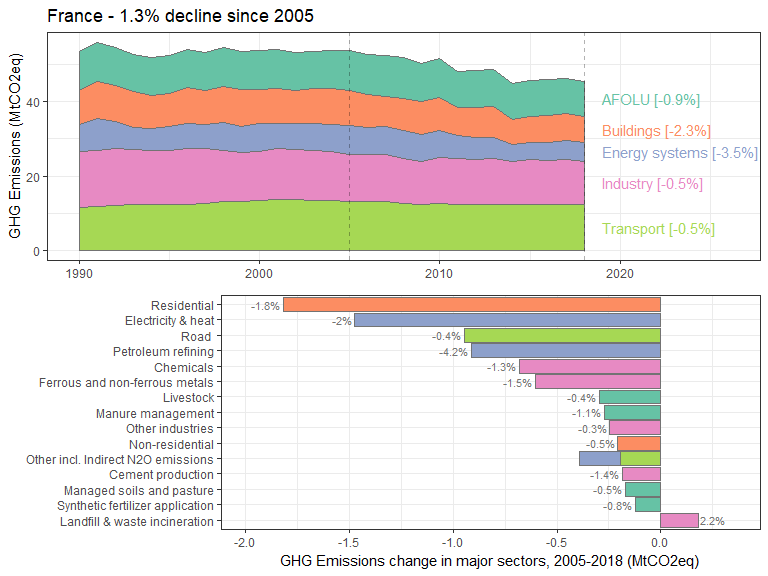 France - 1.3% decline since 2005
GHG Emissions (MtCO2eq)
40
20
0
AFOLU [-0.9%]
Buildings [-2.3%]
Energy systems [-3.5%]
Industry [-0.5%]
Transport [-0.5%]
1990
2000
2010
2020
Residential
-1.8%
Electricity & heat
-2%
Road
-0.4%
Petroleum refining
-4.2%
Chemicals
-1.3%
Ferrous and non-ferrous metals
-1.5%
Livestock
-0.4%
Manure management
-1.1%
Other industries
-0.3%
Non-residential
-0.5%
Other incl. Indirect N2O emissions
Cement production
-1.4%
Managed soils and pasture
-0.5%
Synthetic fertilizer application
-0.8%
Landfill & waste incineration
2.2%
-2.0
-1.5
-1.0
-0.5
0.0
GHG Emissions change in major sectors, 2005-2018 (MtCO2eq)